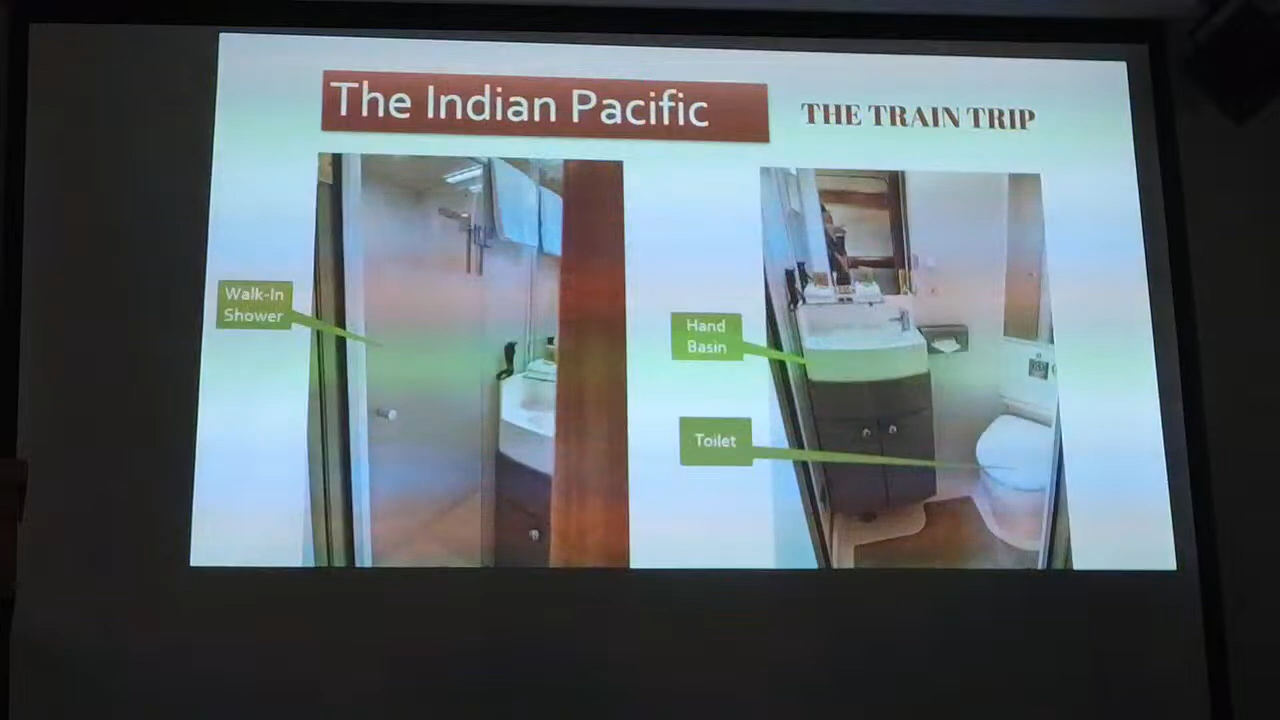 The Indian Pacific
THE TRAIN TRIP
Walk-In
Shower
Hand
Basin
Toilet